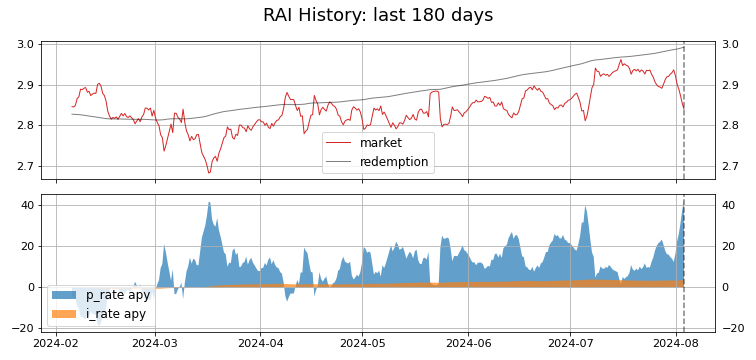 RAI History: last 180 days
3.0 3.0
2.9 2.9
2.8 2.8
2.7 2.7
market
redemption
40 40
20 20
0 0
−20 −20
p_rate apy
i_rate apy
2024-02 2024-03 2024-04 2024-05 2024-06 2024-07 2024-08